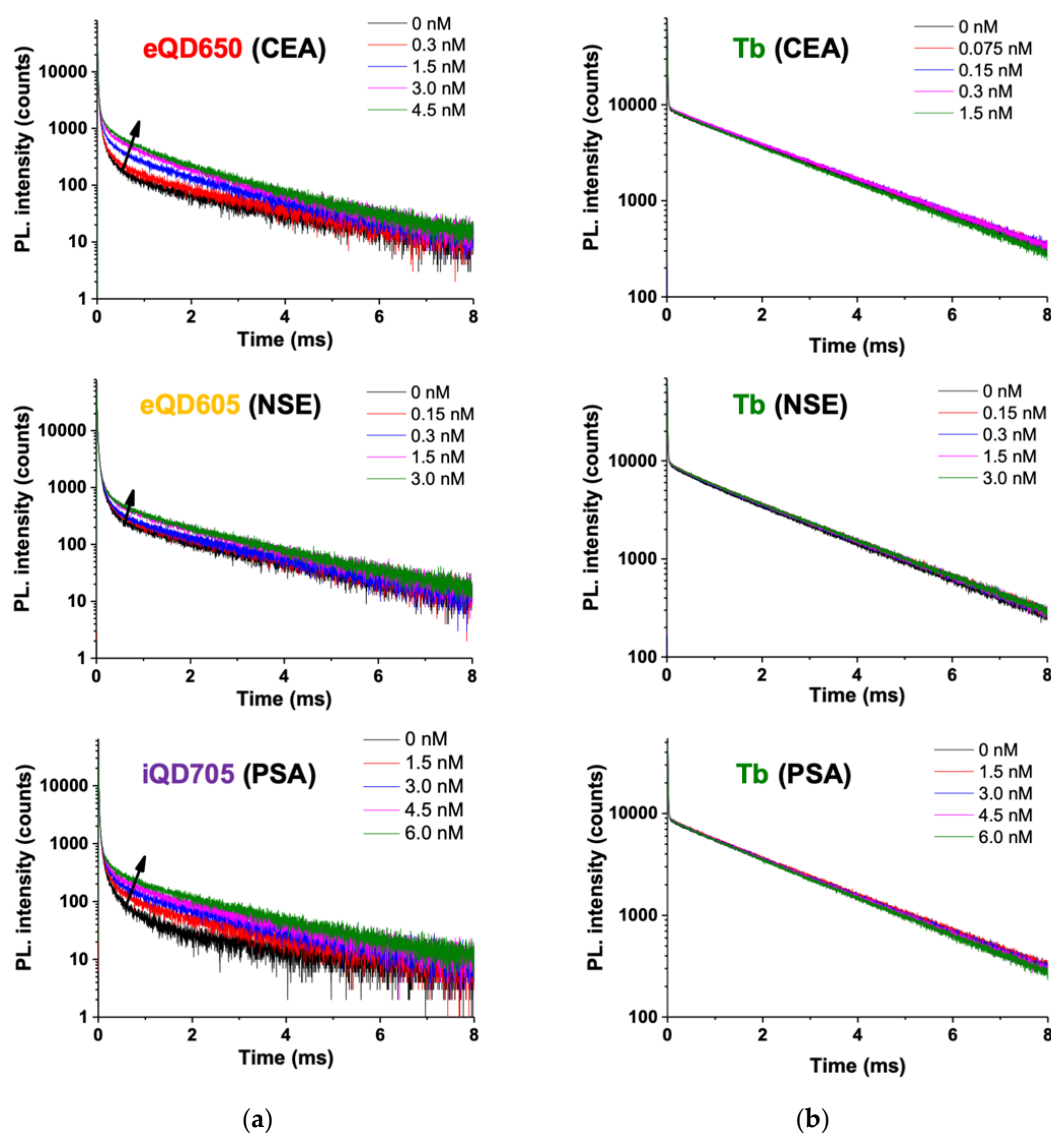 eQD650 (CEA)
0 nM
0.3 nM
1.5 nM
3.0 nM
4.5 nM
PL. intensity (counts)
10000
1000
100
10
1
0 2 4 6 8
Time (ms)
Tb (CEA)
0 nM
0.075 nM
0.15 nM
0.3 nM
1.5 nM
PL. intensity (counts)
10000
1000
100
0 2 4 6 8
Time (ms)
eQD605 (NSE)
0 nM
0.15 nM
0.3 nM
1.5 nM
3.0 nM
PL. intensity (counts)
10000
1000
100
10
1
0 2 4 6 8
Time (ms)
Tb (NSE)
0 nM
0.15 nM
0.3 nM
1.5 nM
3.0 nM
PL. intensity (counts)
10000
1000
100
0 2 4 6 8
Time (ms)
iQD705 (PSA)
0 nM
1.5 nM
3.0 nM
4.5 nM
6.0 nM
PL. intensity (counts)
10000
1000
100
10
1
0 2 4 6 8
Time (ms)
Tb (PSA)
0 nM
1.5 nM
3.0 nM
4.5 nM
6.0 nM
PL. intensity (counts)
10000
1000
100
0 2 4 6 8
Time (ms)
(a)
(b)